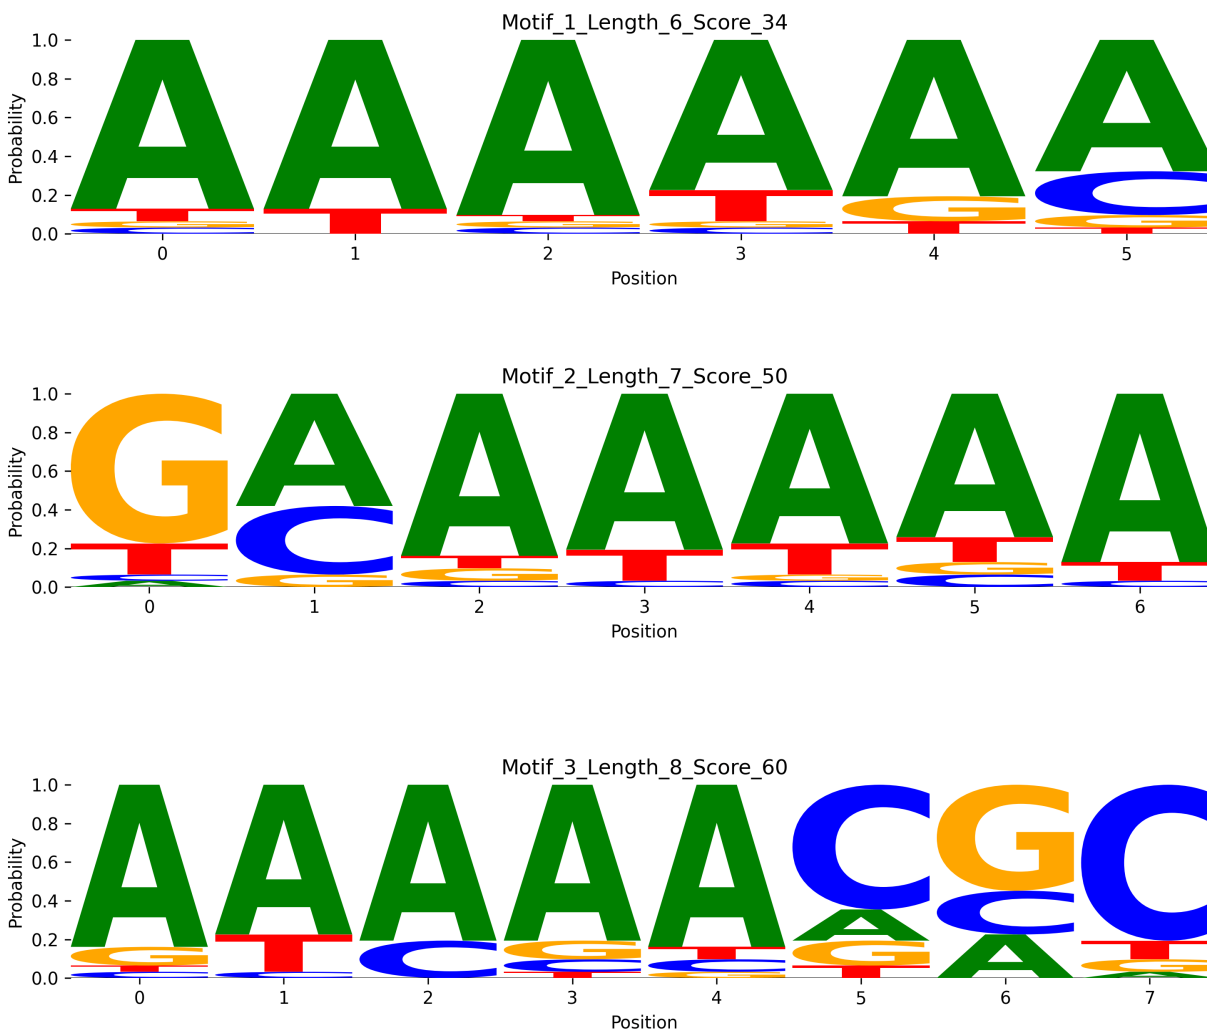 Motif_1_Length_6_Score_34
1.0
0.8
0.6
0.4
0.2
0.0
Probability
A A A A A A
T T T T G C
G G G T G
C C C T
0 1 2 3 4 5
Position
Motif_2_Length_7_Score_50
1.0
0.8
0.6
0.4
0.2
0.0
Probability
G A A A A A A
T C T T T T T
C G G C G G C
A C C C
0 1 2 3 4 5 6
Position
Motif_3_Length_8_Score_60
1.0
0.8
0.6
0.4
0.2
0.0
Probability
A A A A A C G C
G T C G T A C T
T C C C G A G
C T G T A
0 1 2 3 4 5 6 7
Position